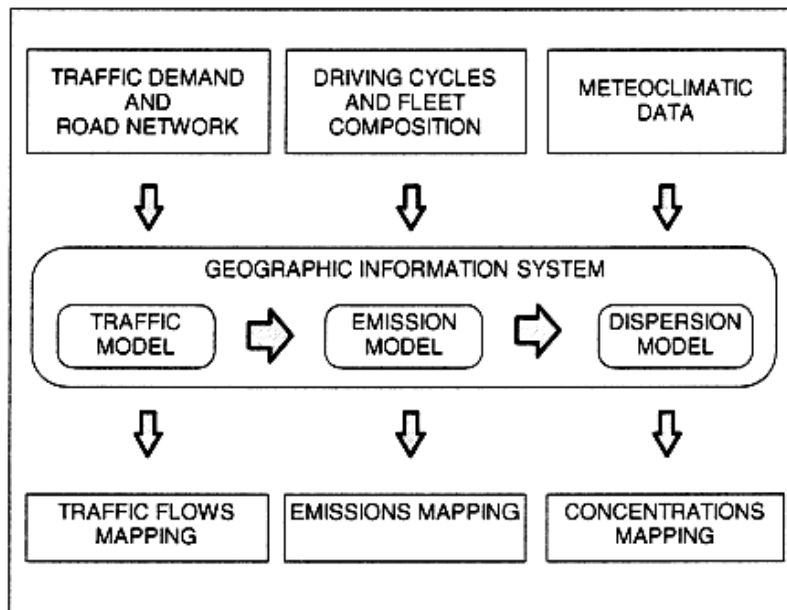 TRAFFIC DEMAND
AND
ROAD NETWORK
DRIVING CYCLES
AND FLEET
COMPOSITION
METEOCLIMATIC
DATA
GEOGRAPHIC INFORMATION SYSTEM
TRAFFIC
MODEL
EMISSION
MODEL
DISPERSION
MODEL
TRAFFIC FLOWS
MAPPING
EMISSIONS MAPPING
CONCENTRATIONS
MAPPING